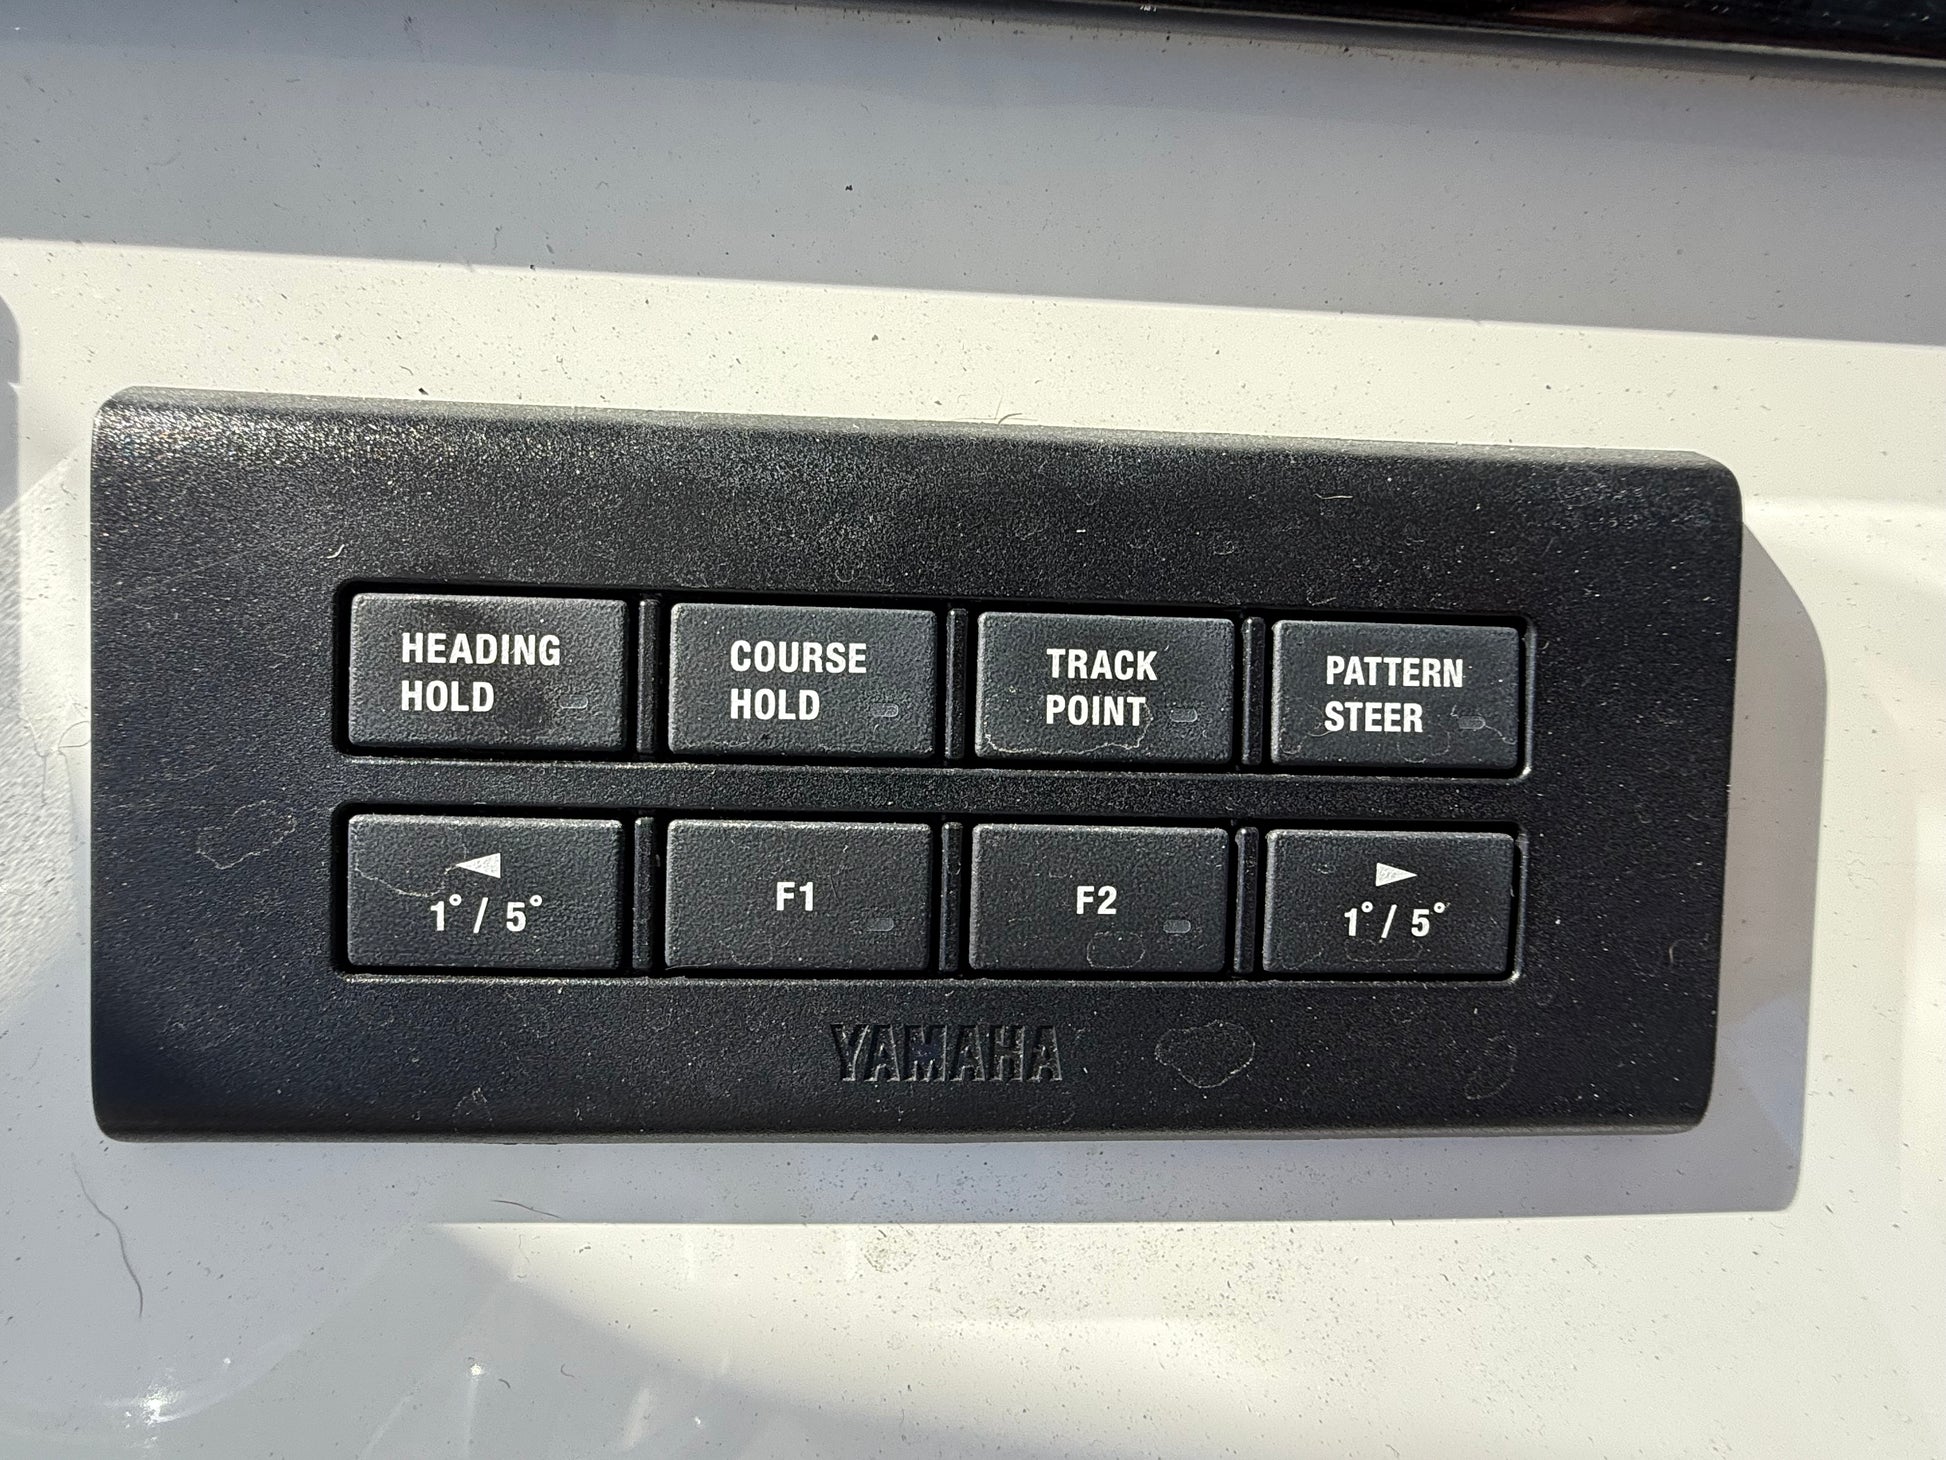 HEADING
HOLD
COURSE
HOLD
TRACK
POINT
PATTERN
STEER
◀
1° / 5°
F1
F2
▶
1° / 5°
YAMAHA